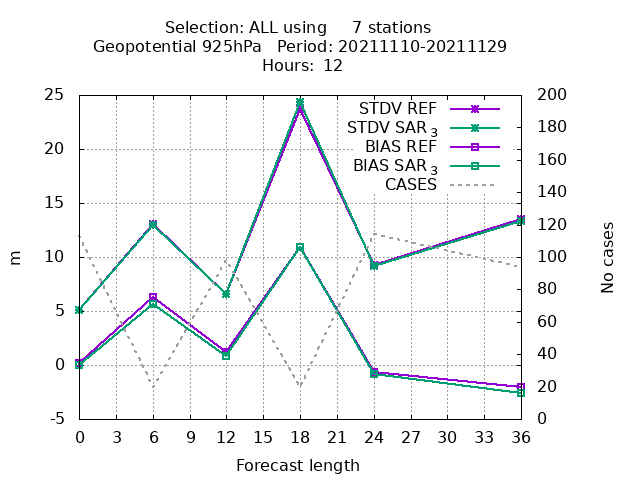 Selection: ALL using     7 stations
Geopotential 925hPa   Period: 20211110-20211129
Hours: 12
STDV REF
STDV SAR 3
BIAS REF
BIAS SAR 3
CASES
25
20
15
10
5
0
-5
m
200
180
160
140
120
100
80
60
40
20
0
No cases
0 3 6 9 12 15 18 21 24 27 30 33 36
Forecast length